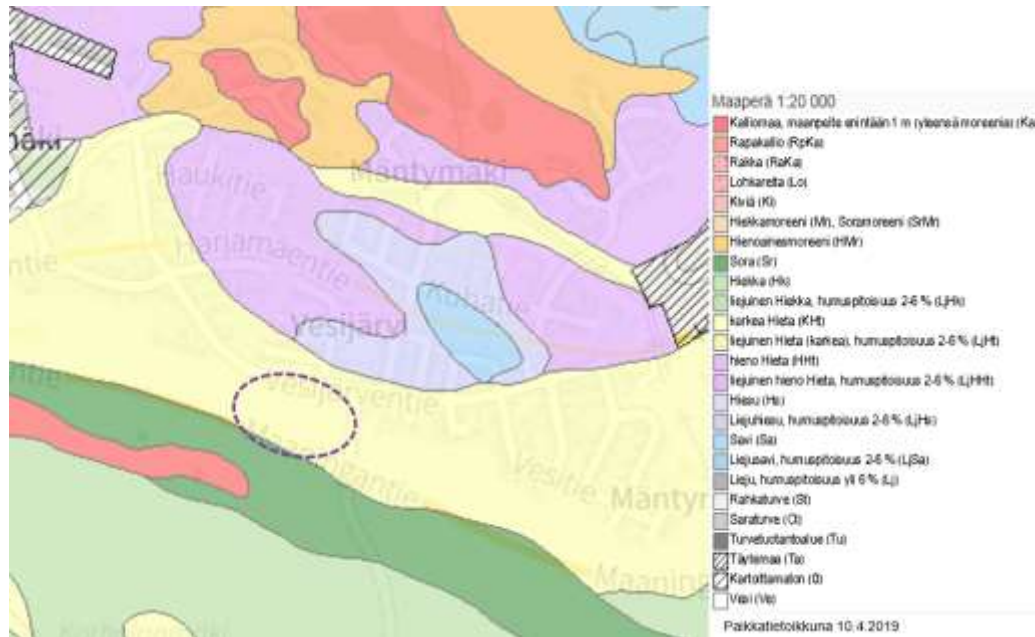 Haukitie
Mäntymäki
Harjamäentie
Ahhantie
Vesijärvi
Vesijärventie
Maaningantie
Vesitie
Maaning
Maaperä 1:20 000
Kalliomaa, maanpeite enintään 1 m (yleensä moreenia) (Ka)
Rapakallio (RpKa)
Rakka (RaKa)
Lohkareita (Lo)
Kiviä (Ki)
Hiekkamoreeni (Mr), Soramoreeni (SrMr)
Hienoainesmoreeni (HMr)
Sora (Sr)
Hiekka (Hk)
liejuinen Hiekka, humuspitoisuus 2-6 % (LjHk)
karkea Hieta (KHt)
liejuinen Hieta (karkea), humuspitoisuus 2-6 % (LjHt)
hieno Hieta (HHt)
liejuinen hieno Hieta, humuspitoisuus 2-6 % (LjHHt)
Hiesu (Hs)
Liejuhiesu, humuspitoisuus 2-6 % (LjHs)
Savi (Sa)
Liejusavi, humuspitoisuus 2-6 % (LjSa)
Lieju, humuspitoisuus yli 6 % (Lj)
Rahkaturve (St)
Saraturve (Ct)
Turvetuotantoalue (Tu)
Täytemaa (Ta)
Kartoittamaton (0)
Vesi (Ve)
Paikkatietoikkuna 10.4.2019